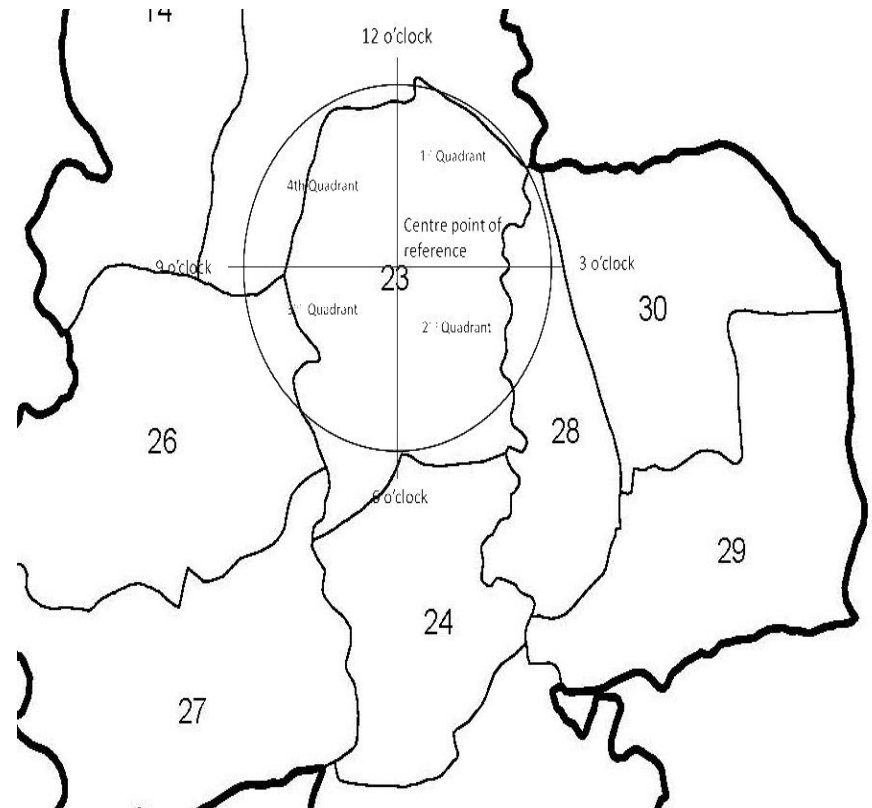 14
12 o'clock
1st Quadrant
4th Quadrant
Centre point of
reference
9 o'clock
3 o'clock
23
30
Quadrant
Quadrant
28
26
6 o'clock
29
24
27